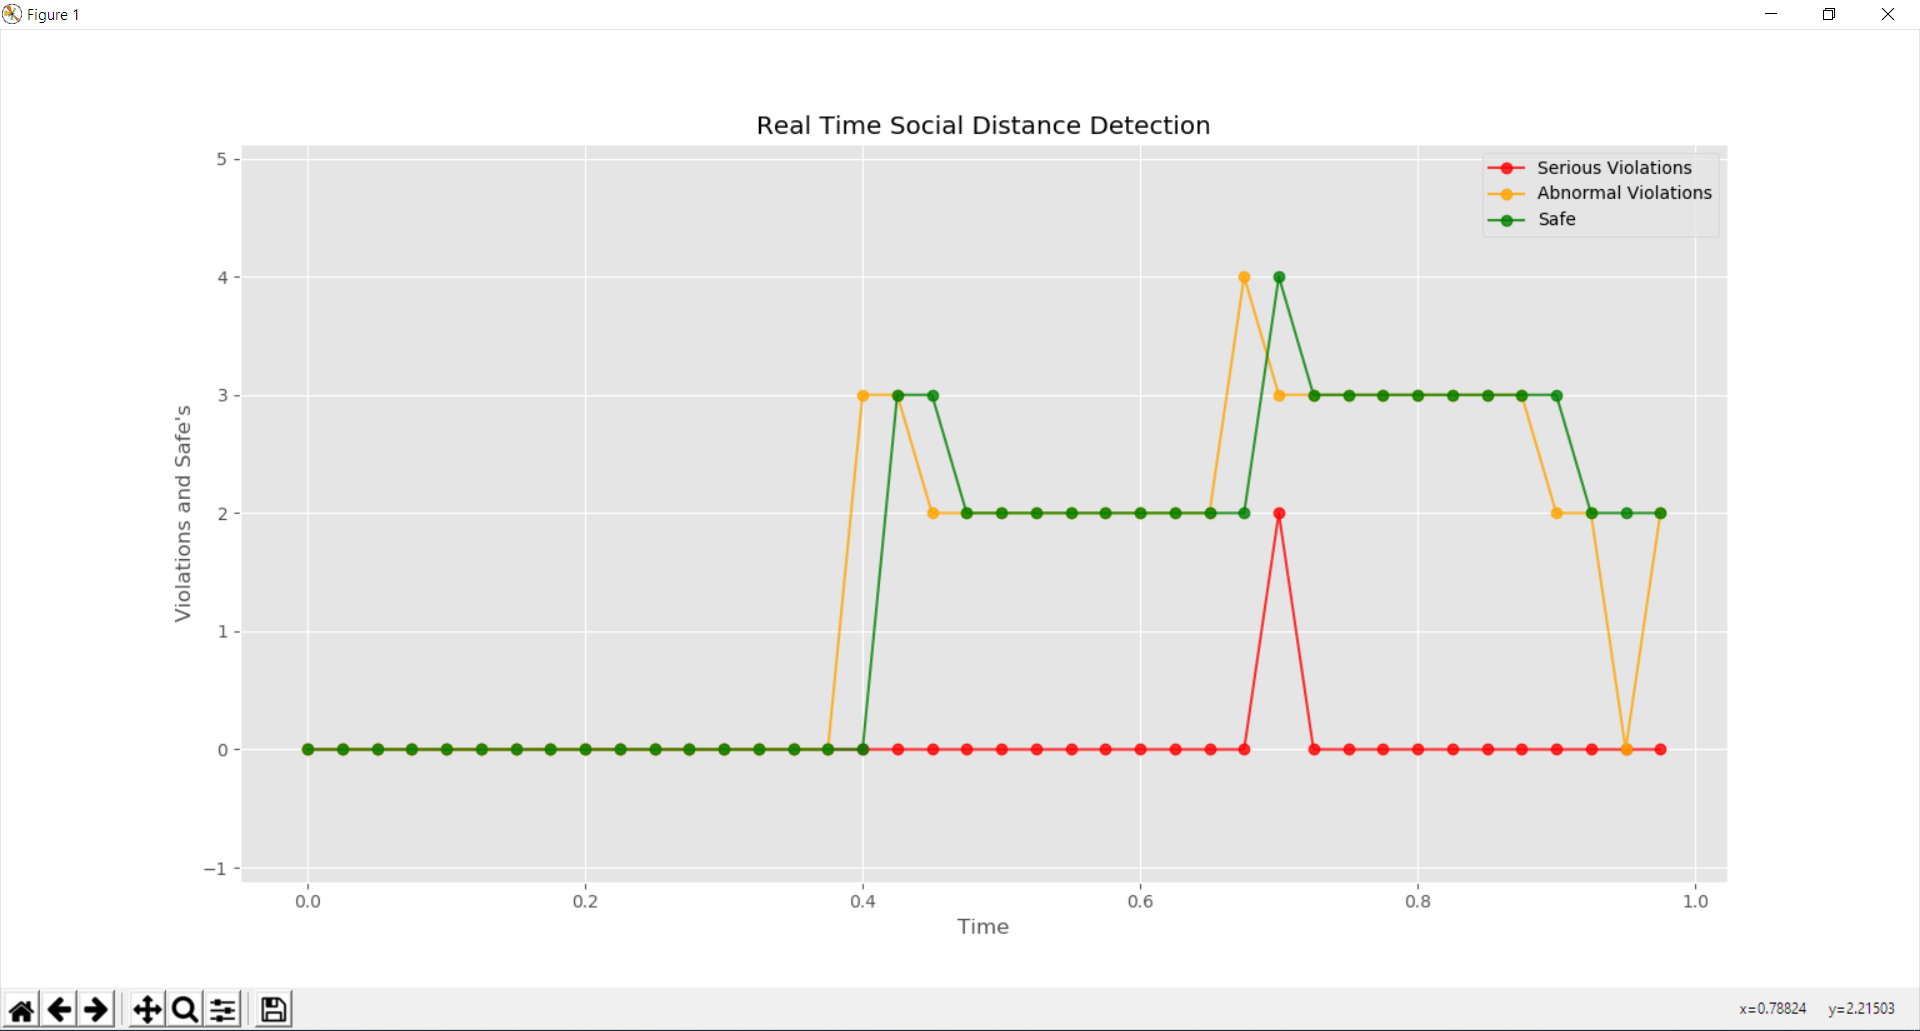 Figure 1
Real Time Social Distance Detection
5
4
3
2
1
0
−1
Violations and Safe's
Serious Violations
Abnormal Violations
Safe
0.0 0.2 0.4 0.6 0.8 1.0
Time
x=0.78824 y=2.21503